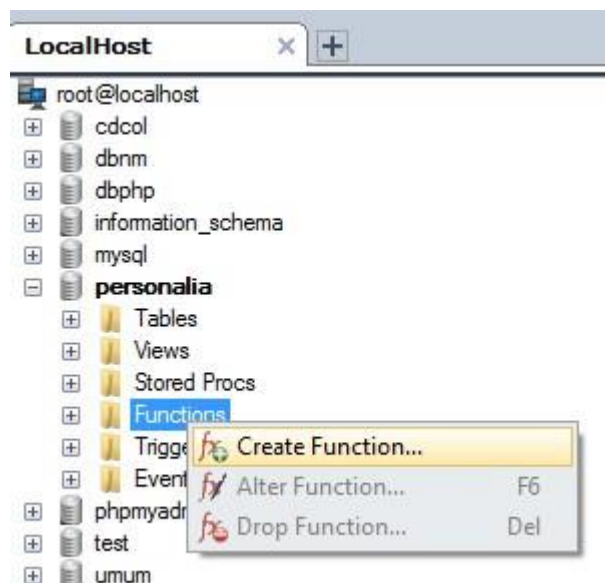 LocalHost
root@localhost
cdcol
dbnm
dbphp
information_schema
mysql
personalia
Tables
Views
Stored Procs
Functions
Trigge
Create Function...
Event
Alter Function... F6
phpmyadr
Drop Function... Del
test
umum